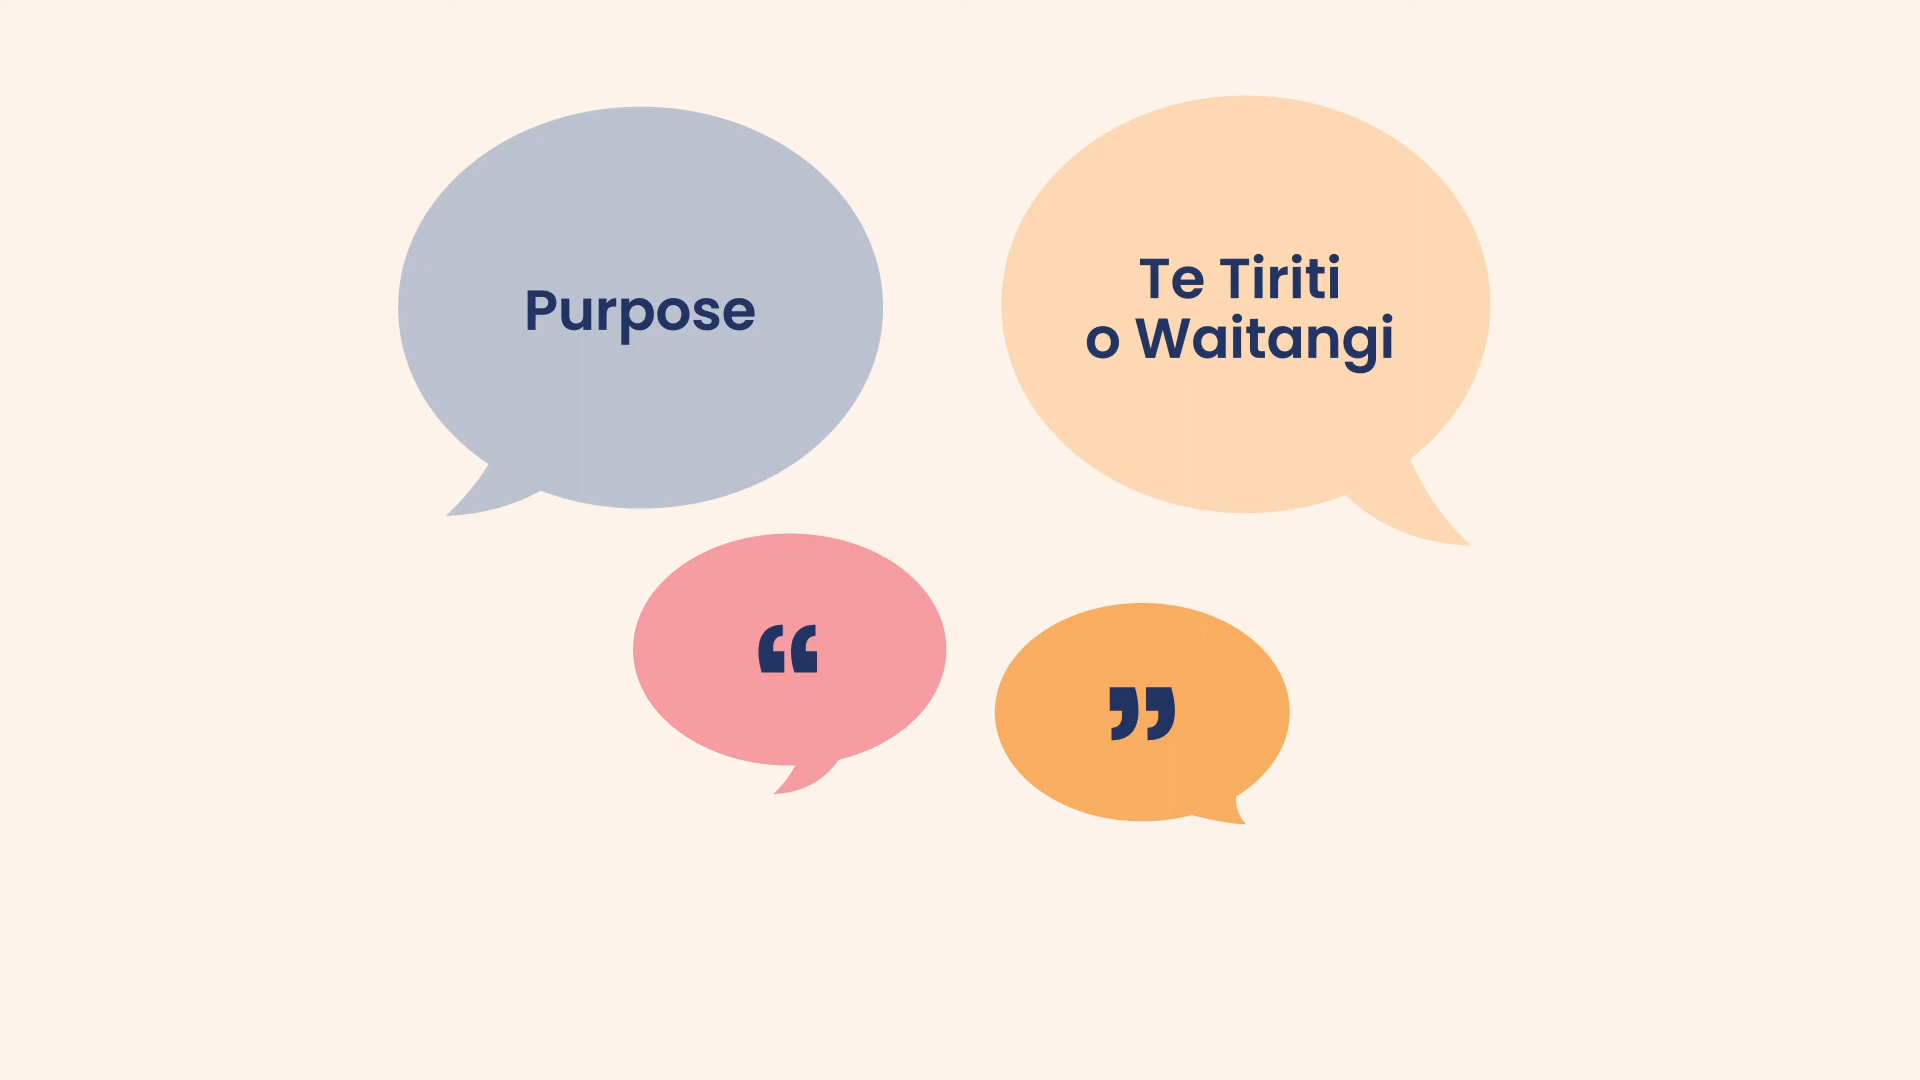 Purpose
Te Tiriti
o Waitangi
“
”